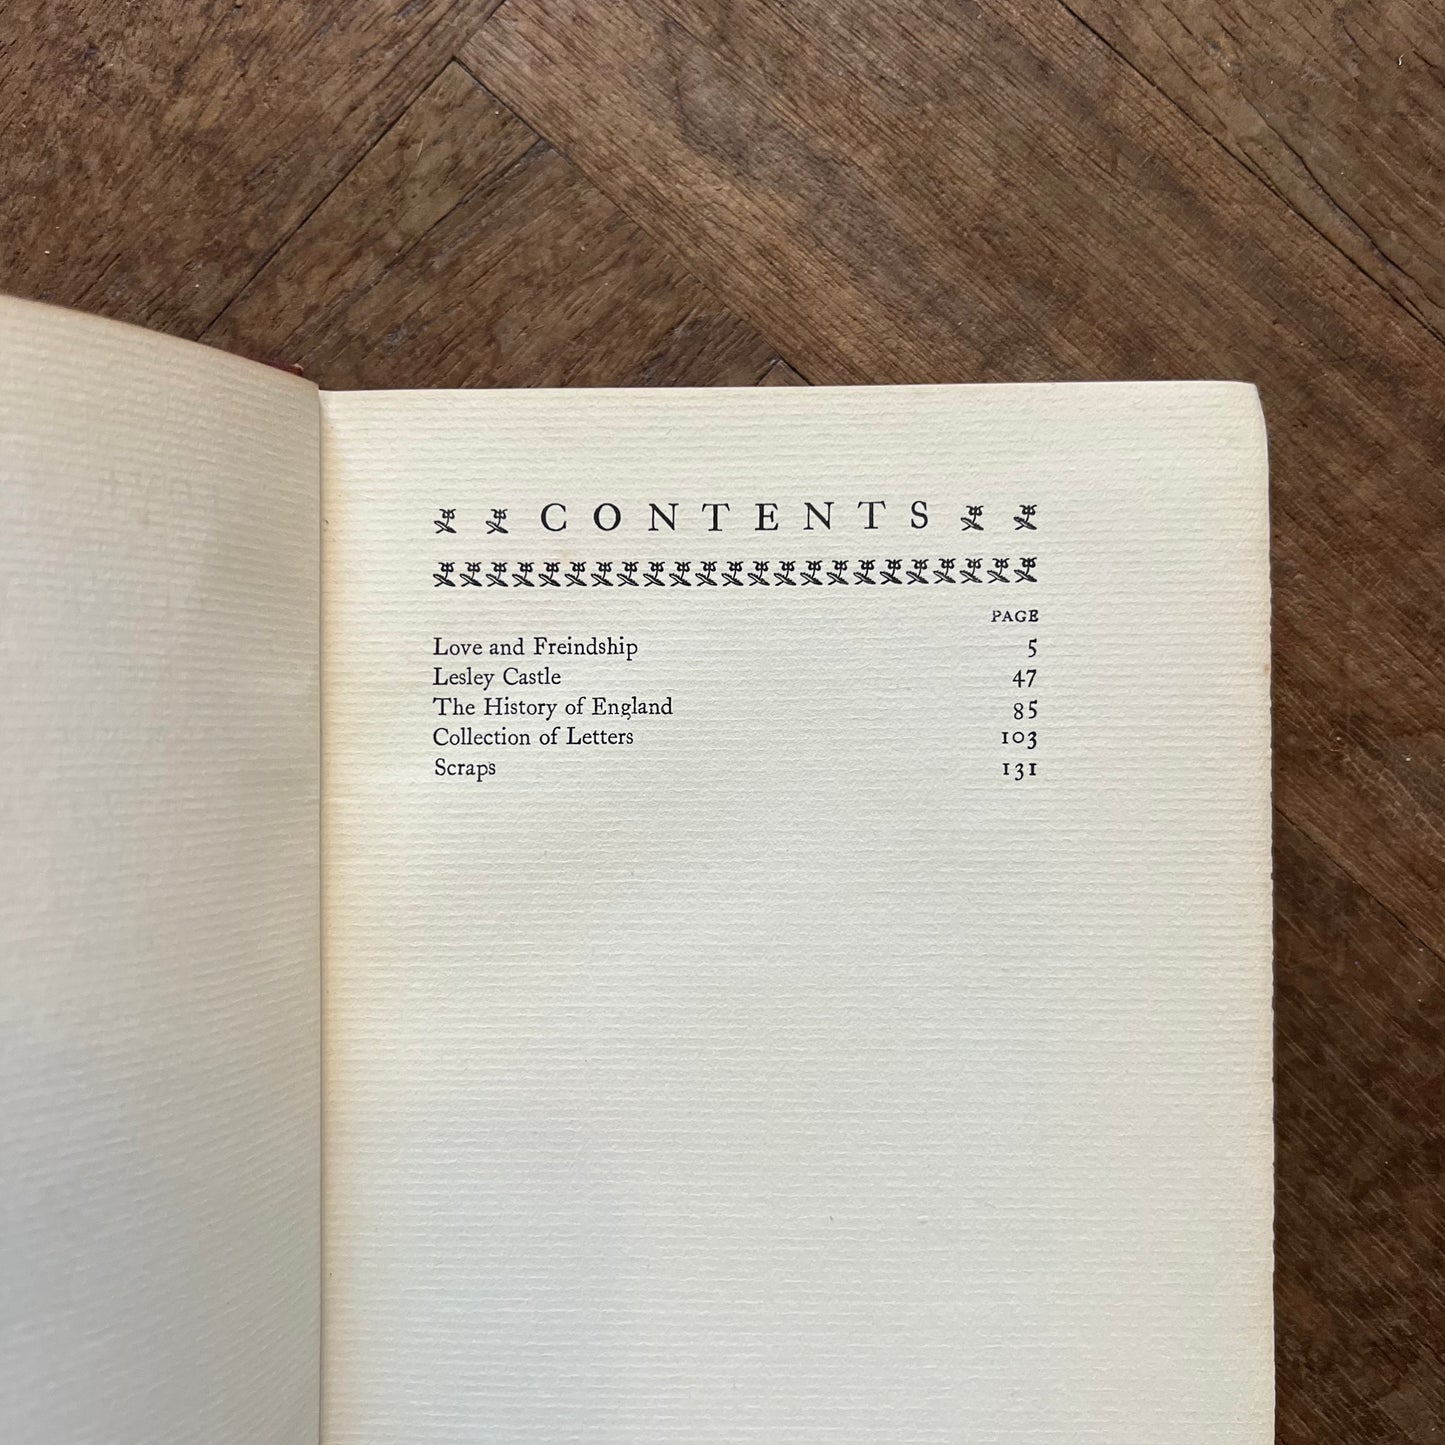 CONTENTS
PAGE
Love and Freindship 5
Lesley Castle 47
The History of England 85
Collection of Letters 103
Scraps 131